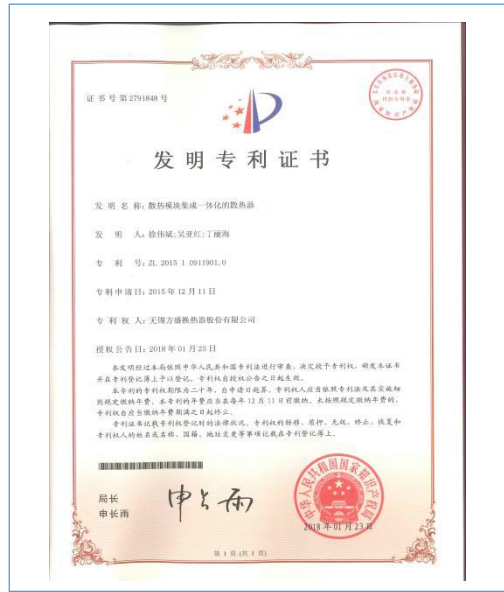 证书号第2791848号
发明专利证书
发 明 名 称：散热模块集成一体化的散热器
发 明 人：徐伟斌;吴亚红;丁丽海
专 利 号：ZL 2015 1 0911901.0
专利申请日：2015年12月11日
专 利 权 人：无锡方盛换热器股份有限公司
授权公告日：2018年01月23日
本发明经过本局依照中华人民共和国专利法进行审查，决定授予专利权，颁发本证书
并在专利登记簿上予以登记。专利权自授权公告之日起生效。
本专利的专利权期限为二十年，自申请日起算。专利权人应当依照专利法及其实施细
则规定缴纳年费。本专利的年费应当在每年12月11日前缴纳。未按照规定缴纳年费的，
专利权自应当缴纳年费期满之日起终止。
专利证书记载专利权登记时的法律状况。专利权的转移、质押、无效、终止、恢复和
专利权人的姓名或名称、国籍、地址变更等事项记载在专利登记簿上。
局长
申长雨
申长雨
中华人民共和国国家知识产权局
2018年01月23日
第 1 页 (共 1 页)